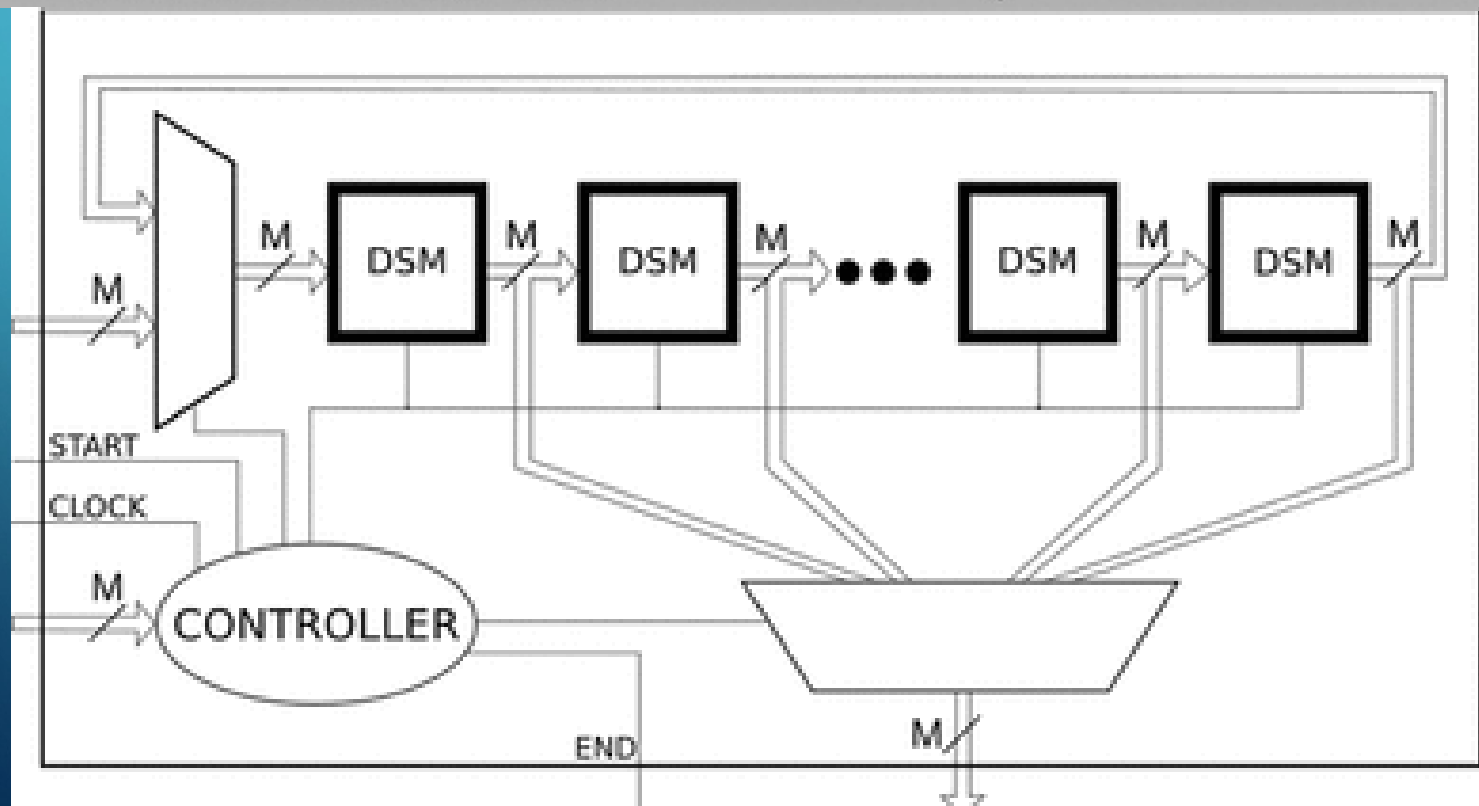 M M M M M
DSM DSM DSM DSM
M
START
CLOCK
M
CONTROLLER
M
END